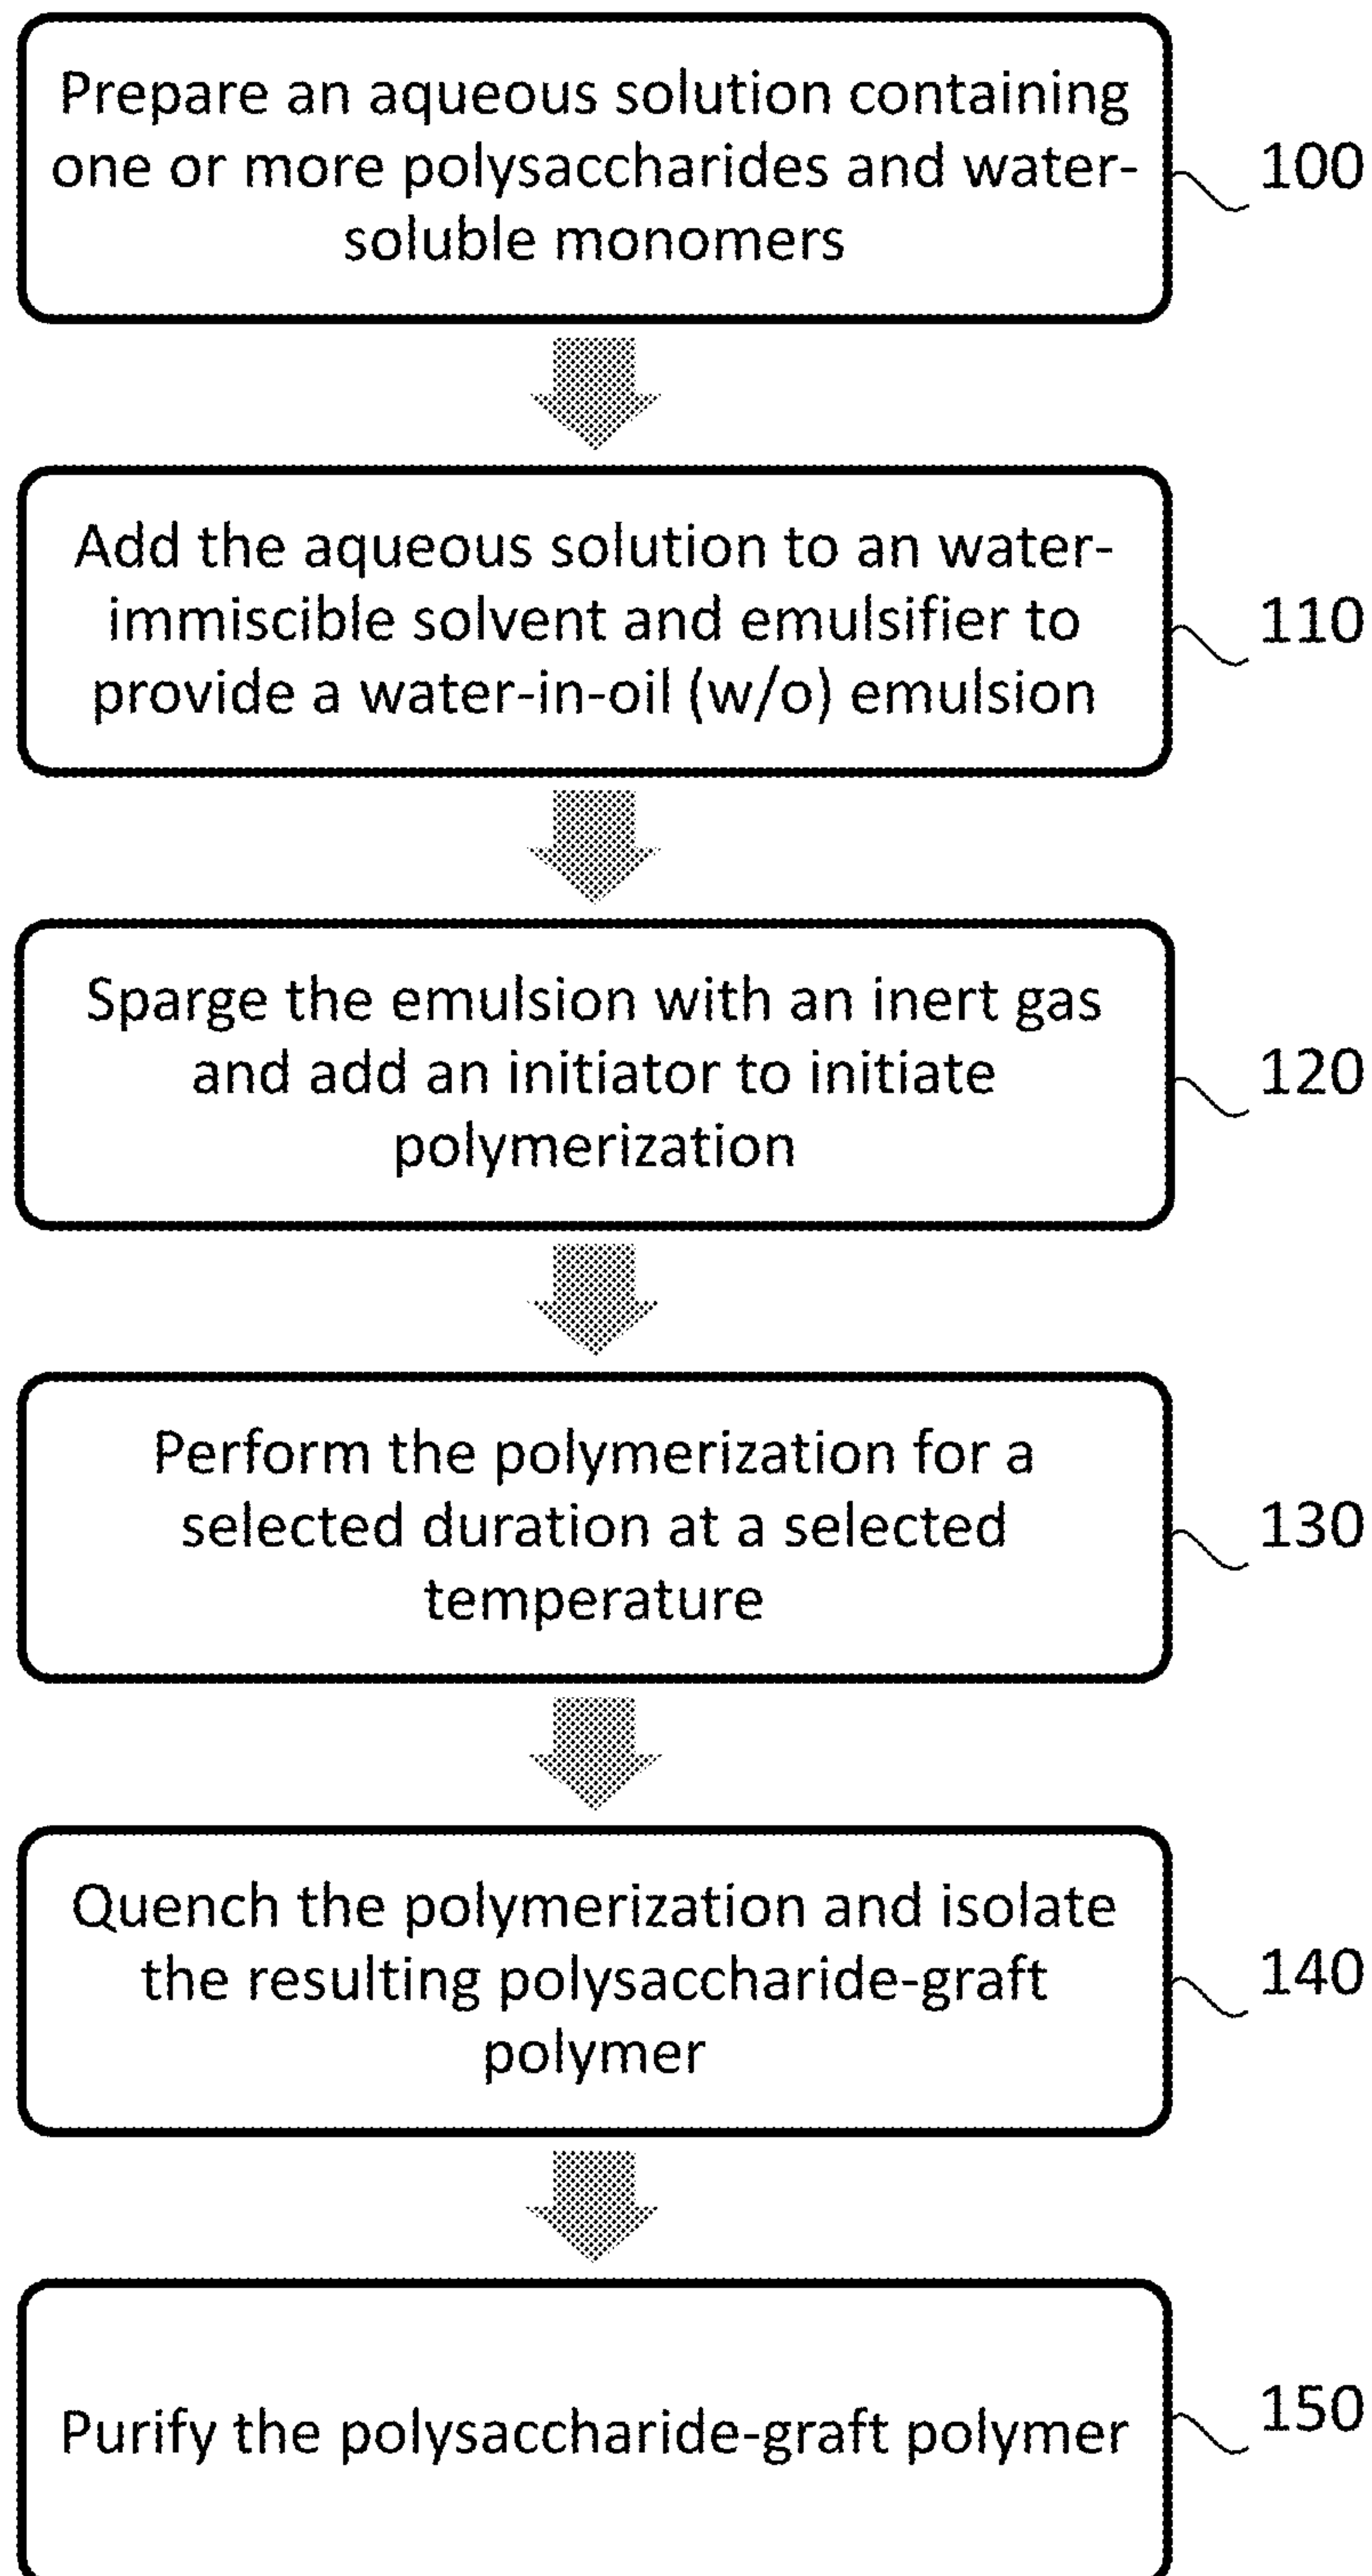 Prepare an aqueous solution containing
one or more polysaccharides and water-
soluble monomers
100
Add the aqueous solution to an water-
immiscible solvent and emulsifier to
provide a water-in-oil (w/o) emulsion
110
Sparge the emulsion with an inert gas
and add an initiator to initiate
polymerization
120
Perform the polymerization for a
selected duration at a selected
temperature
130
Quench the polymerization and isolate
the resulting polysaccharide-graft
polymer
140
Purify the polysaccharide-graft polymer
150